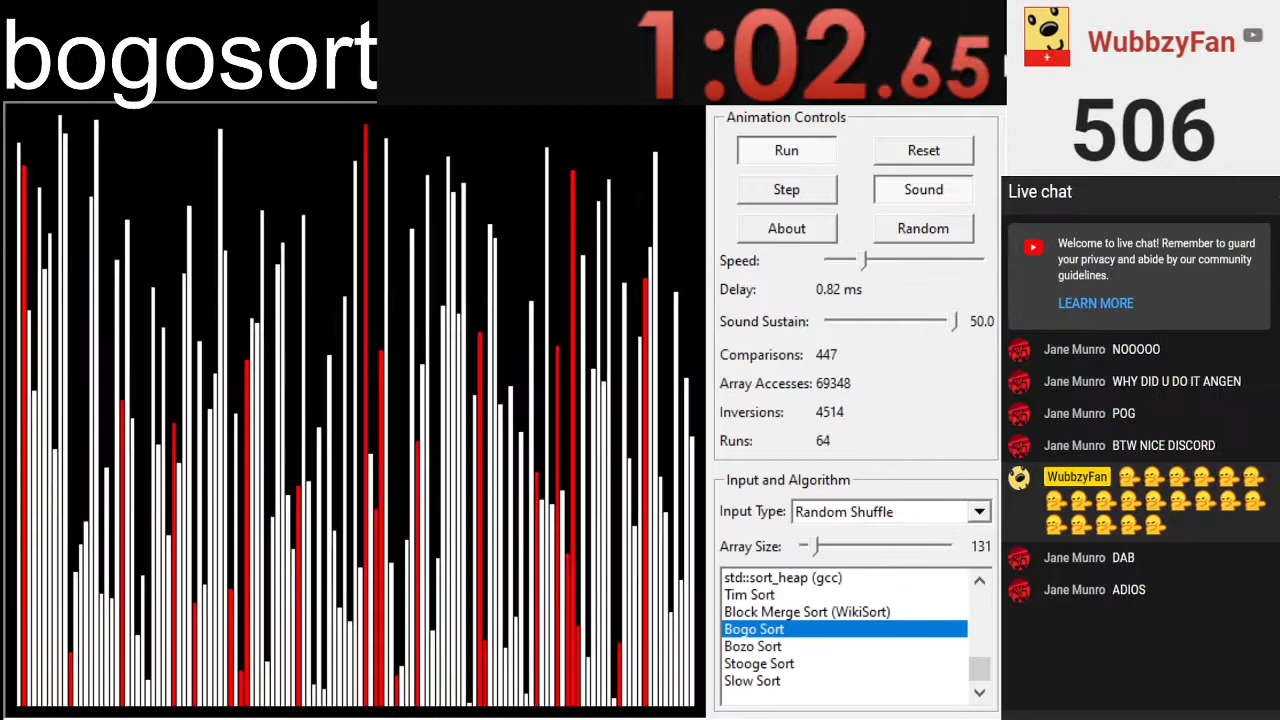 bogosort
1:02.65
WubbzyFan
506
Animation Controls
Run
Reset
Step
Sound
About
Random
Speed:
Delay: 0.82 ms
Sound Sustain: 50.0
Comparisons: 447
Array Accesses: 69348
Inversions: 4514
Runs: 64
Input and Algorithm
Input Type: Random Shuffle
Array Size: 131
std::sort_heap (gcc)
Tim Sort
Block Merge Sort (WikiSort)
Bogo Sort
Bozo Sort
Stooge Sort
Slow Sort
Live chat
Welcome to live chat! Remember to guard
your privacy and abide by our community
guidelines.
LEARN MORE
Jane Munro NOOOOO
Jane Munro WHY DID U DO IT ANGEN
Jane Munro POG
Jane Munro BTW NICE DISCORD
WubbzyFan
Jane Munro DAB
Jane Munro ADIOS